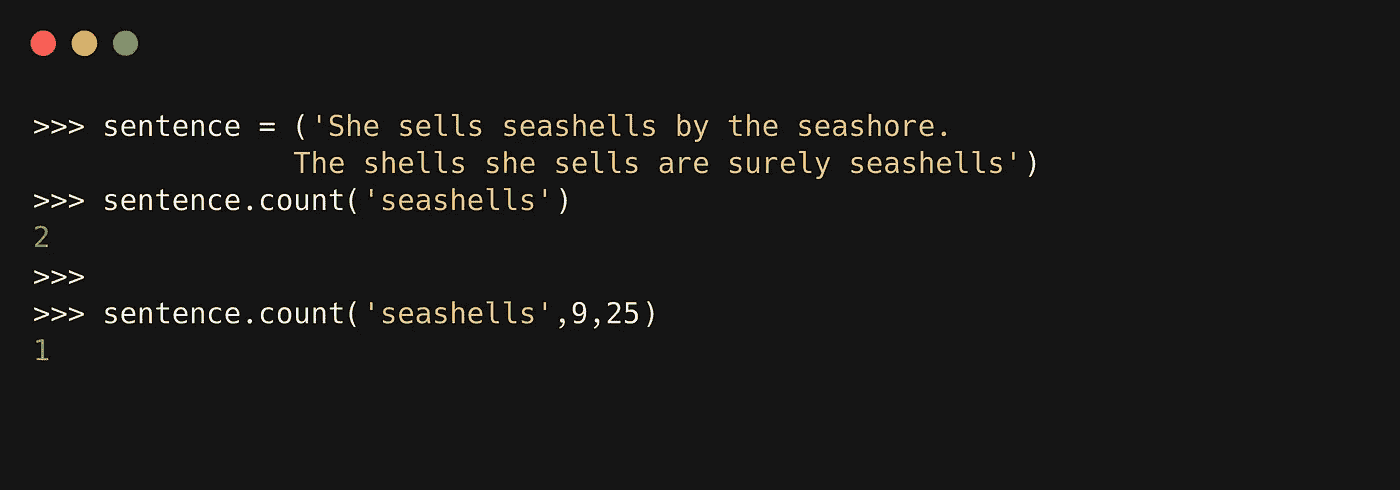 >>> sentence = ('She sells seashells by the seashore.
               The shells she sells are surely seashells')
>>> sentence.count('seashells')
2
>>>
>>> sentence.count('seashells',9,25)
1